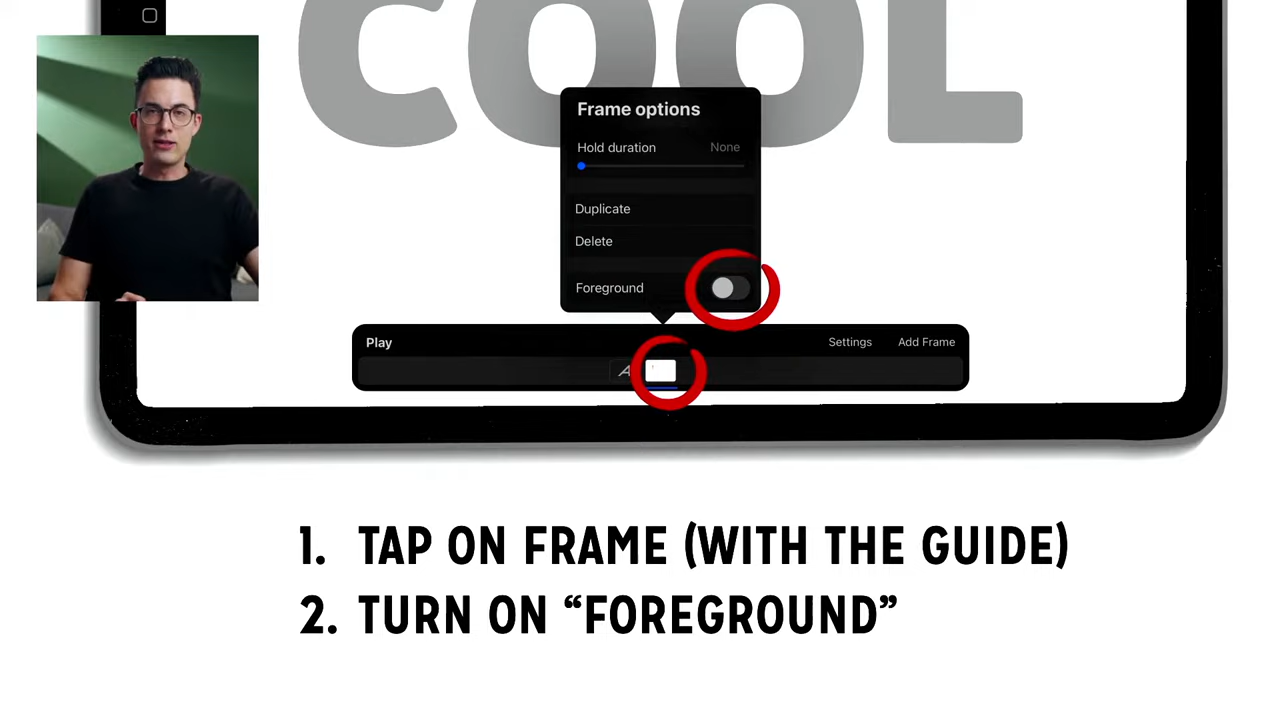 COOL
Frame options
Hold duration None
Duplicate
Delete
Foreground
Play Settings Add Frame
A
1. TAP ON FRAME (WITH THE GUIDE)
2. TURN ON “FOREGROUND”